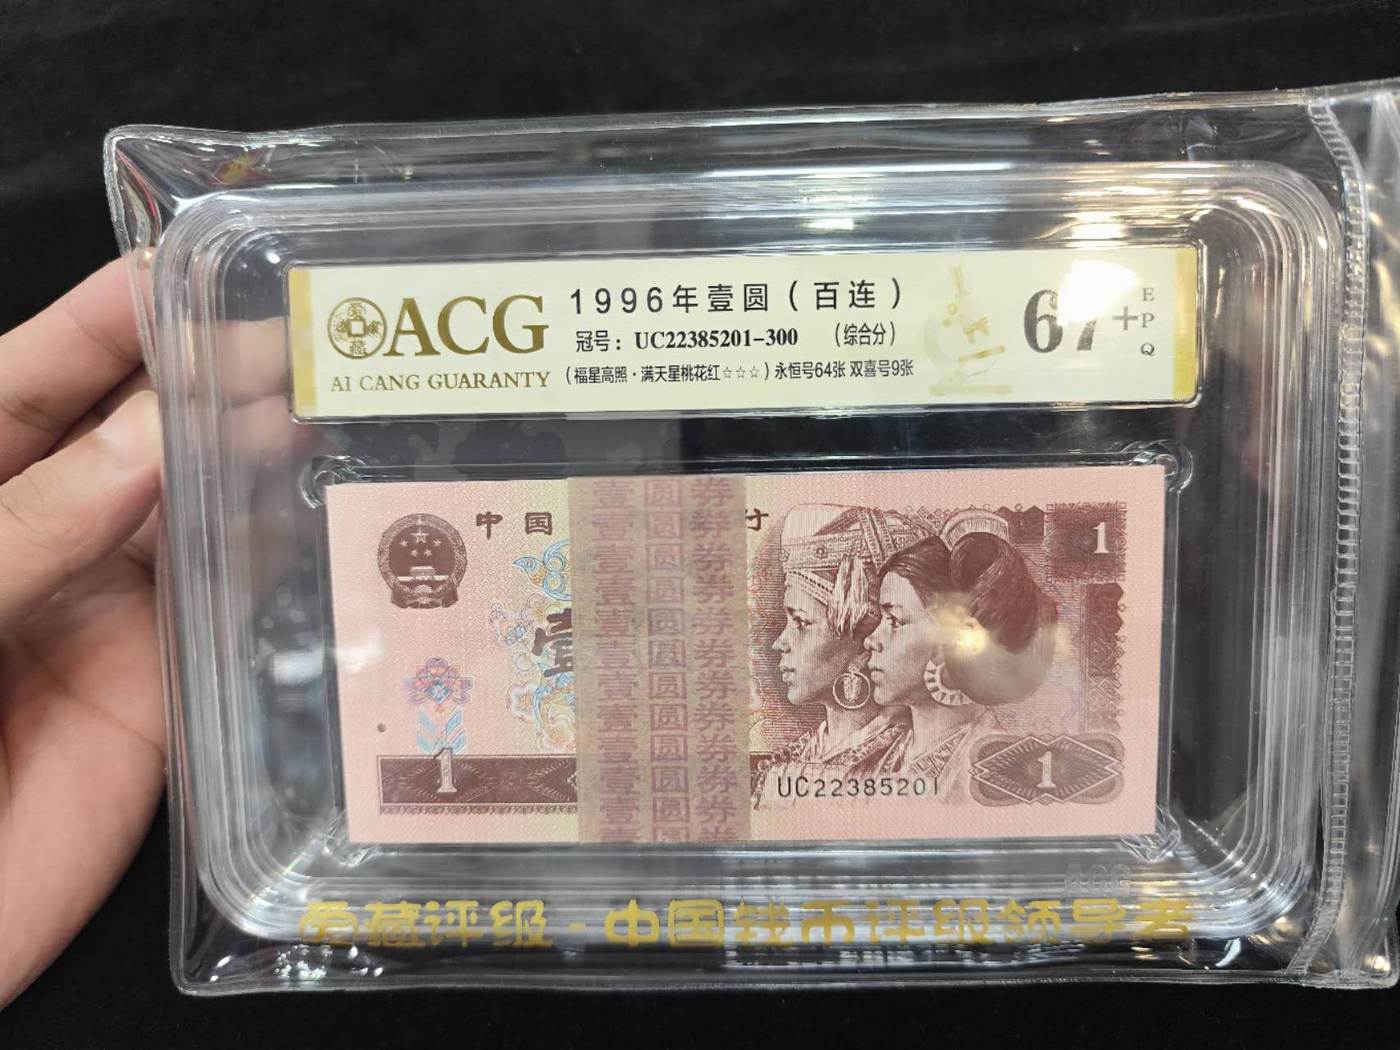 ACG
AI CANG GUARANTY
1996年壹圆（百连）
冠号：UC22385201-300 （综合分）
（福星高照·满天星桃花红☆☆☆）永恒号64张 双喜号9张
67+
EPQ
中国
壹圆券
1
壹
1
UC22385201
1
爱藏评级-中国钱币评级领导者